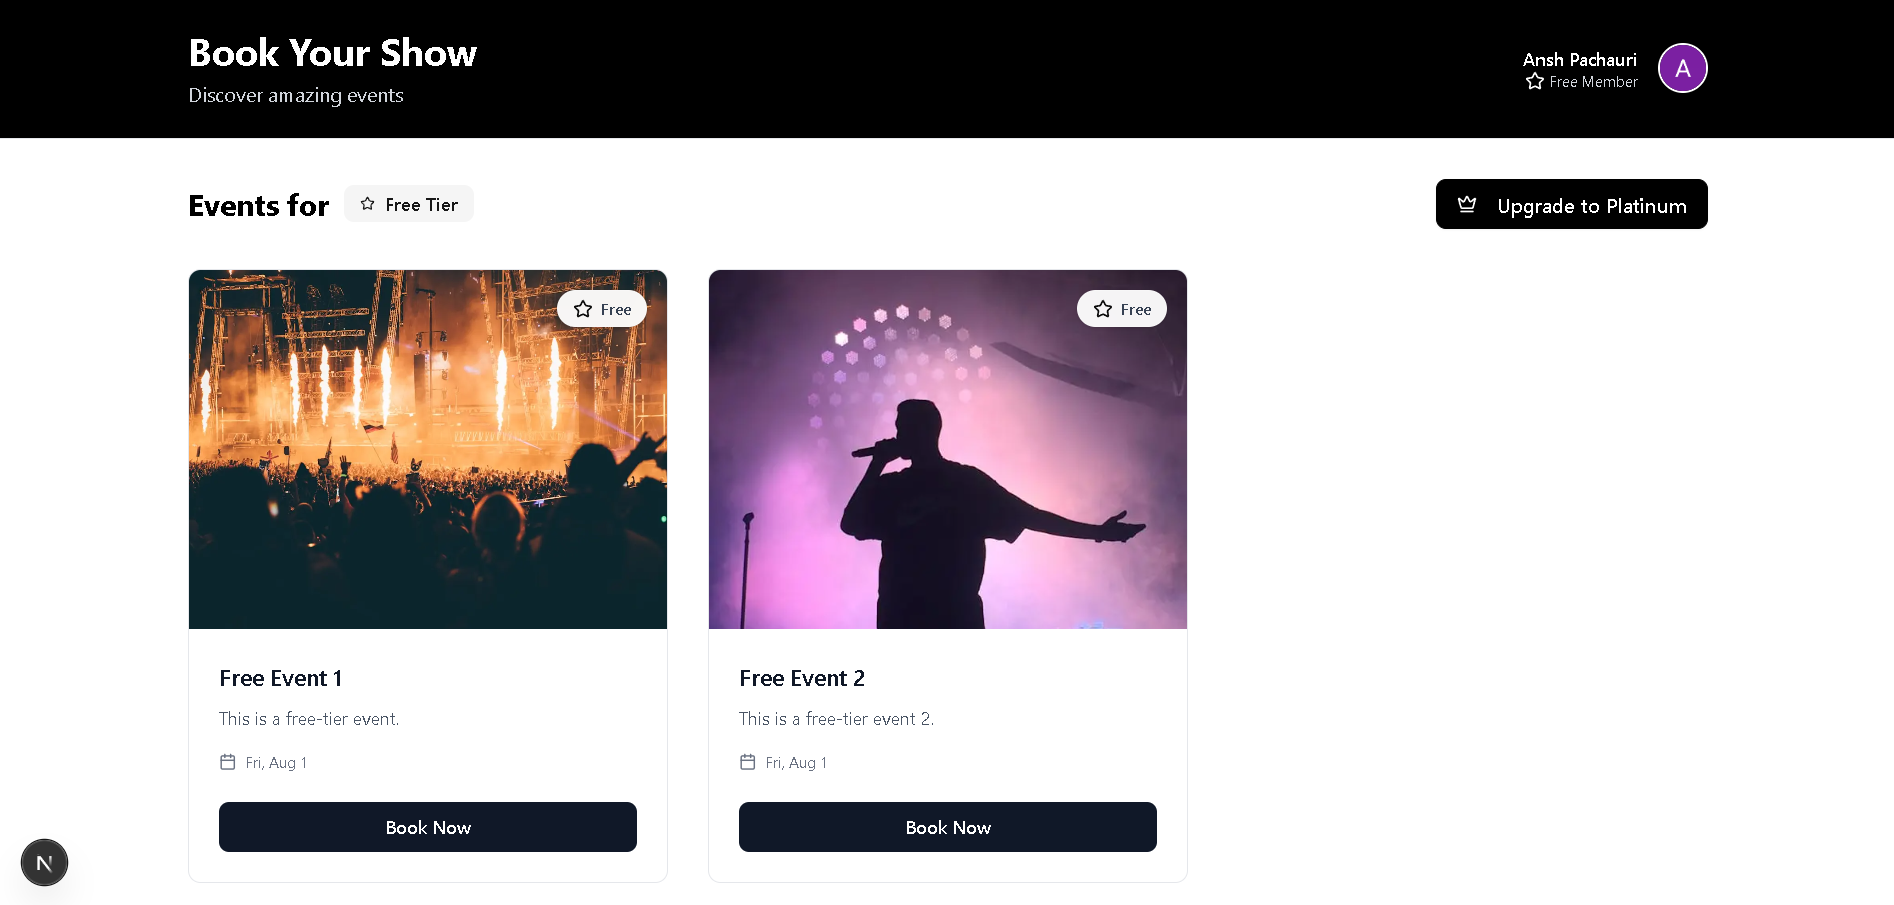 Book Your Show
Discover amazing events
Ansh Pachauri
Free Member
A
Events for
Free Tier
Upgrade to Platinum
Free
Free
Free Event 1
This is a free-tier event.
Fri, Aug 1
Book Now
Free Event 2
This is a free-tier event 2.
Fri, Aug 1
Book Now
N